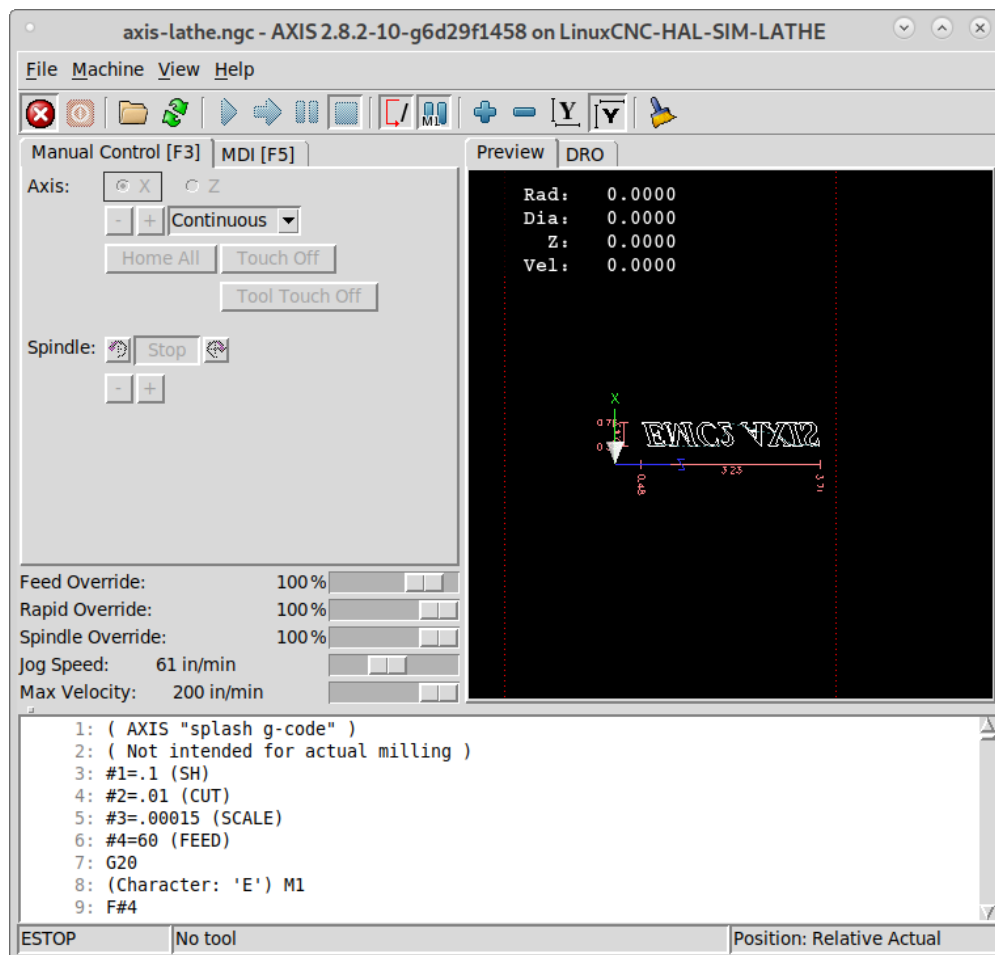 axis-lathe.ngc - AXIS 2.8.2-10-g6d29f1458 on LinuxCNC-HAL-SIM-LATHE
File Machine View Help
M1 Y Y
Manual Control [F3] MDI [F5]
Axis: X Z
- + Continuous
Home All Touch Off
Tool Touch Off
Spindle: Stop
- +
Feed Override: 100 %
Rapid Override: 100 %
Spindle Override: 100 %
Jog Speed: 61 in/min
Max Velocity: 200 in/min
Preview DRO
Rad: 0.0000
Dia: 0.0000
Z: 0.0000
Vel: 0.0000
X
EMC2 AXIS
Z
0.48 3.23 3.71
1: ( AXIS "splash g-code" )
2: ( Not intended for actual milling )
3: #1=.1 (SH)
4: #2=.01 (CUT)
5: #3=.00015 (SCALE)
6: #4=60 (FEED)
7: G20
8: (Character: 'E') M1
9: F#4
ESTOP No tool Position: Relative Actual